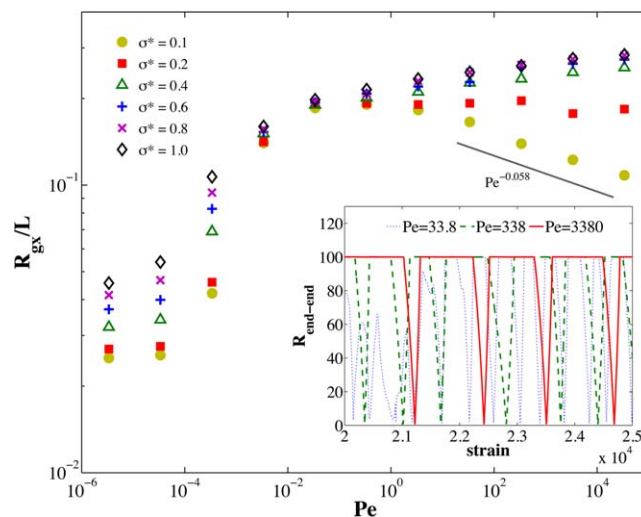 σ* = 0.1
σ* = 0.2
σ* = 0.4
σ* = 0.6
σ* = 0.8
σ* = 1.0
R_gx/L
10^-1
10^-2
10^-6
10^-4
10^-2
10^0
10^2
10^4
Pe
Pe^-0.058
Pe=33.8 Pe=338 Pe=3380
R_end-end
120
100
80
60
40
20
0
2 2.1 2.2 2.3 2.4 2.5
strain
x 10^4